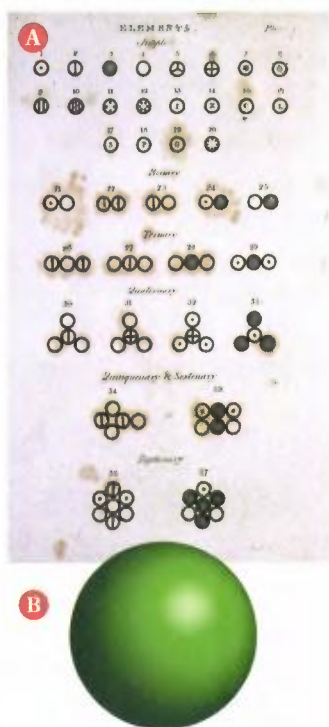 A
ELEMENTS.
Simple
1 2 3 4 5 6 7 8
9 10 11 12 13 14 15 16
17 18 19 20
Binary
21 22 23 24 25
Ternary
26 27 28 29
Quaternary
30 31 32 33
Quinquenary & Sextenary
34 35
Septenary
36 37
B